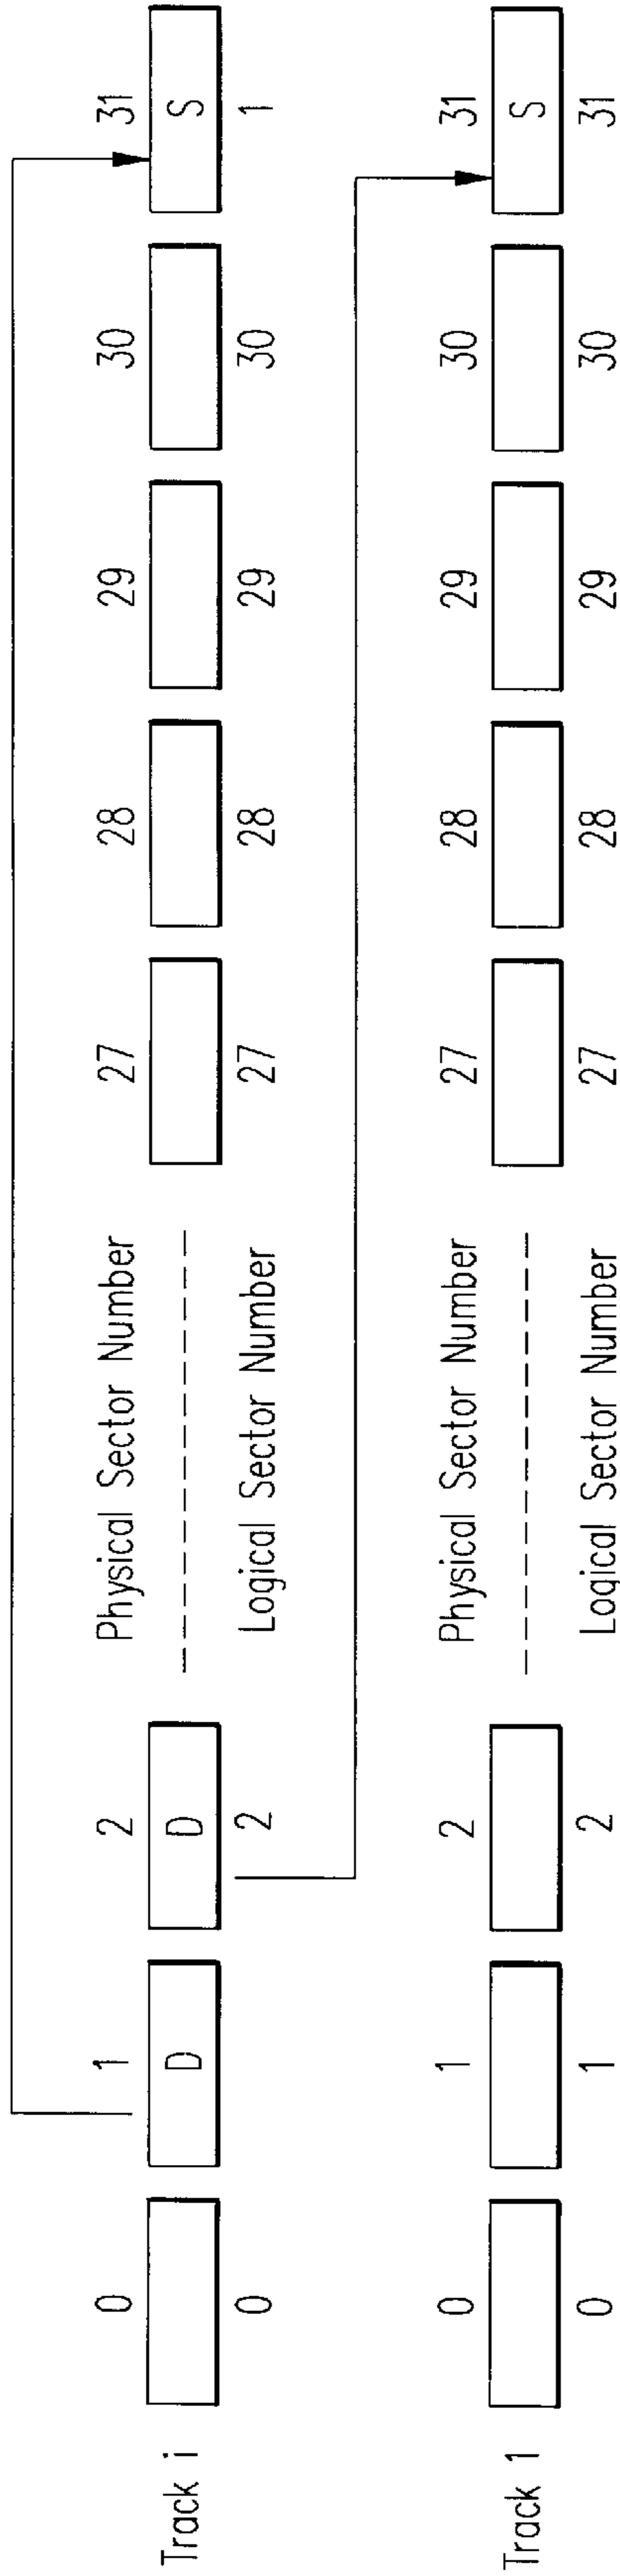 0 1 2 Physical Sector Number 27 28 29 30 31
Track i D D S
0 2 Logical Sector Number 27 28 29 30 1
0 1 2 Physical Sector Number 27 28 29 30 31
Track 1 S
0 1 2 Logical Sector Number 27 28 29 30 31